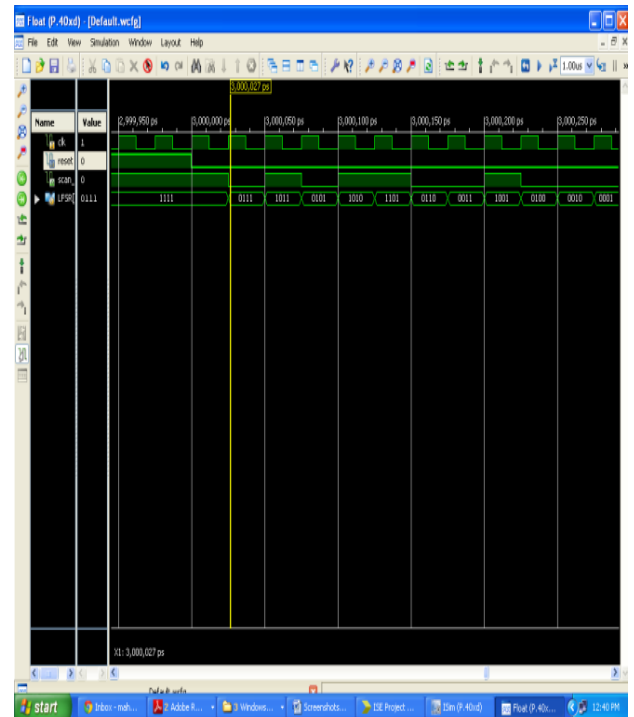 Float (P.40xd) - [Default.wcfg]
File Edit View Simulation Window Layout Help
1.00us
3,000,027 ps
Name Value 2,999,950 ps 3,000,000 ps 3,000,050 ps 3,000,100 ps 3,000,150 ps 3,000,200 ps 3,000,250 ps
clk 1
reset 0
scan_ 0
LFSR[ 0111 1111 0111 1011 0101 1010 1101 0110 0011 1001 0100 0010 0001
X1: 3,000,027 ps
Default.wcfg
start Inbox - mah... 2 Adobe R... 3 Windows... Screenshots... ISE Project ... ISim (P.40xd) Float (P.40x... 12:40 PM